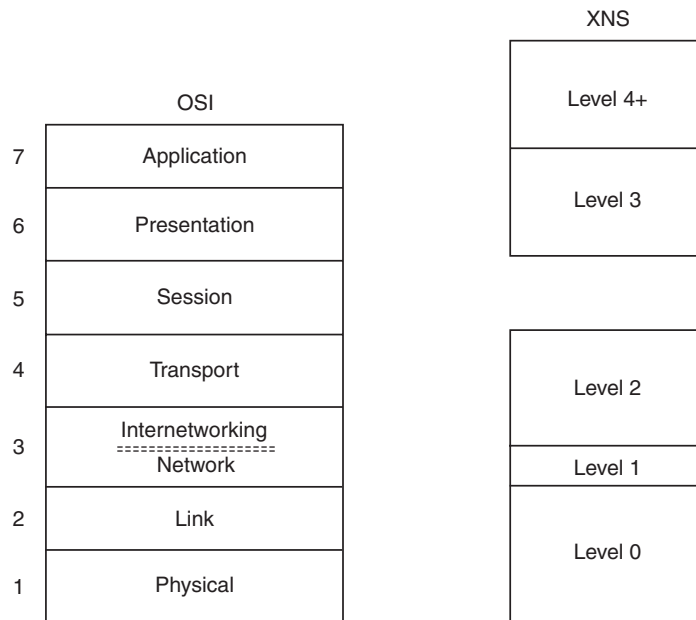 OSI
7 Application
6 Presentation
5 Session
4 Transport
3 Internetworking
Network
2 Link
1 Physical
XNS
Level 4+
Level 3
Level 2
Level 1
Level 0